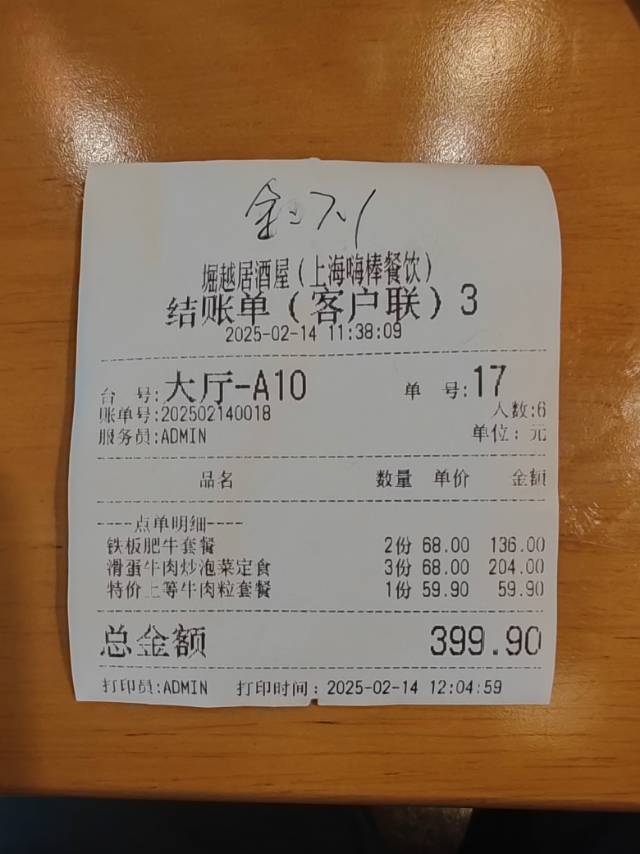 堀越居酒屋（上海嗨棒餐饮）
结账单（客户联）3
2025-02-14 11:38:09
台 号:大厅-A10 单 号:17
账单号:202502140018 人数:6
服务员:ADMIN 单位：元
品名 数量 单价 金额
----点单明细----
铁板肥牛套餐 2份 68.00 136.00
滑蛋牛肉炒泡菜定食 3份 68.00 204.00
特价上等牛肉粒套餐 1份 59.90 59.90
总金额 399.90
打印员:ADMIN 打印时间：2025-02-14 12:04:59